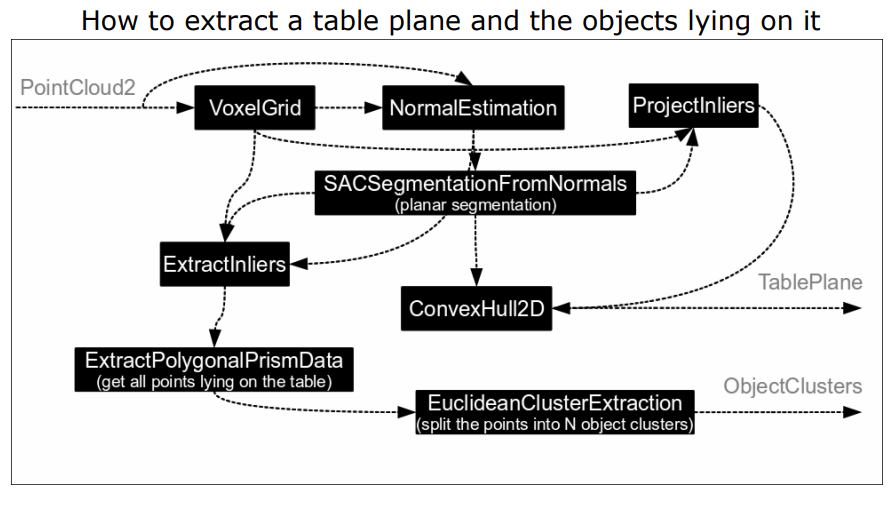 How to extract a table plane and the objects lying on it
PointCloud2
VoxelGrid
NormalEstimation
ProjectInliers
SACSegmentationFromNormals
(planar segmentation)
ExtractInliers
TablePlane
ConvexHull2D
ExtractPolygonalPrismData
(get all points lying on the table)
ObjectClusters
EuclideanClusterExtraction
(split the points into N object clusters)